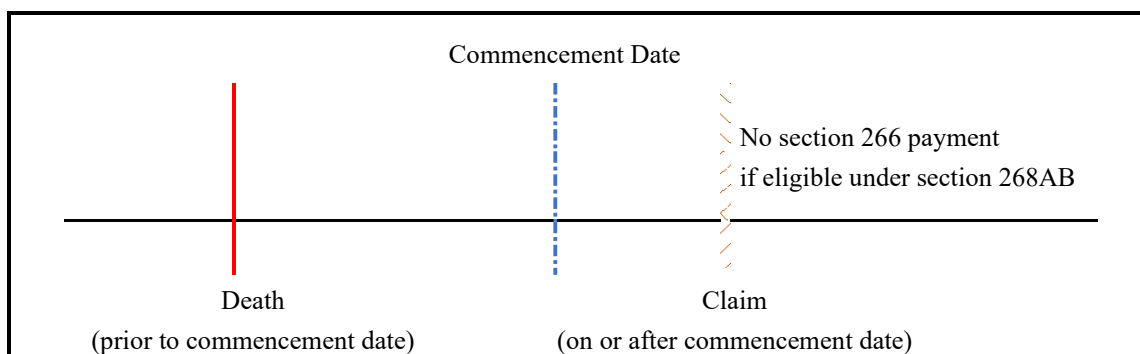 Commencement Date
No section 266 payment
if eligible under section 268AB
Death
(prior to commencement date)
Claim
(on or after commencement date)